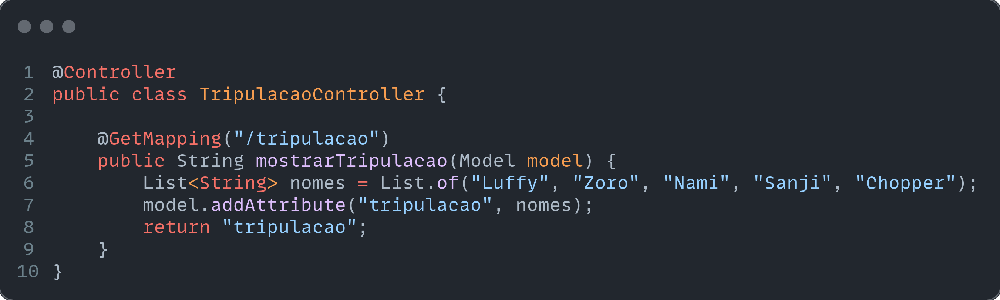 1 @Controller
2 public class TripulacaoController {
3
4     @GetMapping("/tripulacao")
5     public String mostrarTripulacao(Model model) {
6         List<String> nomes = List.of("Luffy", "Zoro", "Nami", "Sanji", "Chopper");
7         model.addAttribute("tripulacao", nomes);
8         return "tripulacao";
9     }
10 }